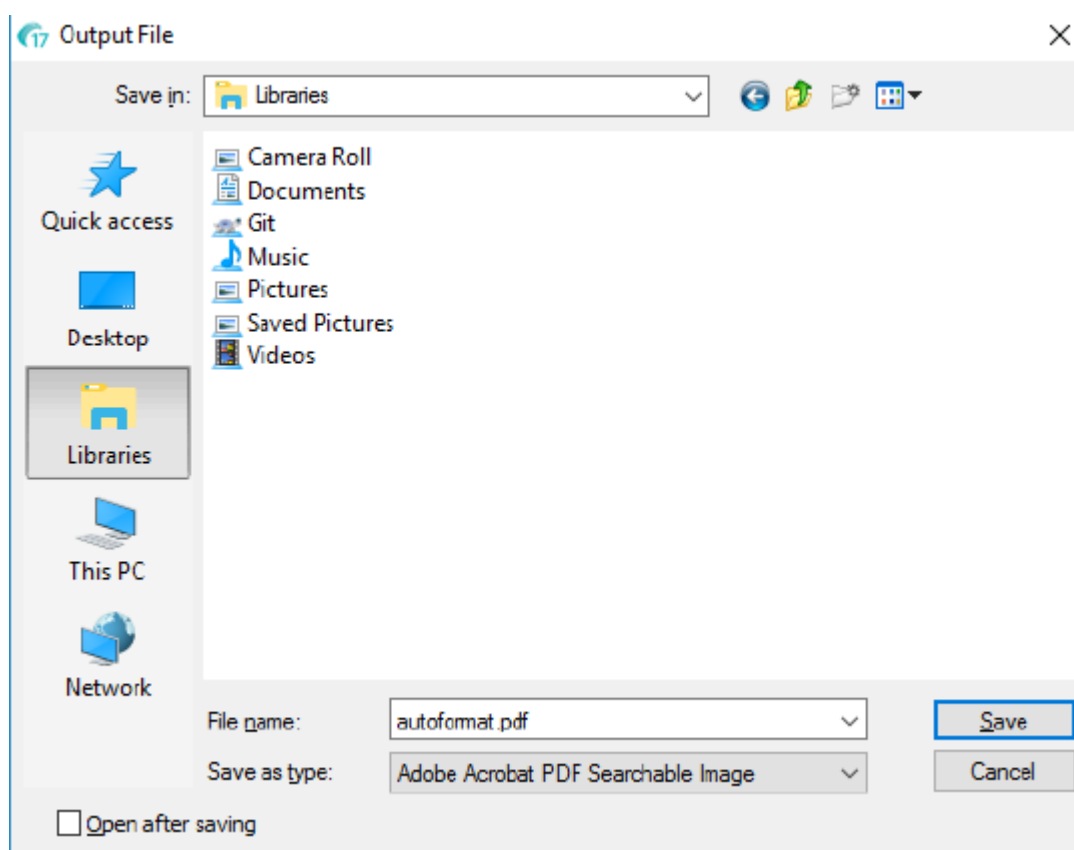 17 Output File
Save in: Libraries
Quick access
Desktop
Libraries
This PC
Network
Camera Roll
Documents
Git
Music
Pictures
Saved Pictures
Videos
File name: autoformat.pdf Save
Save as type: Adobe Acrobat PDF Searchable Image Cancel
Open after saving